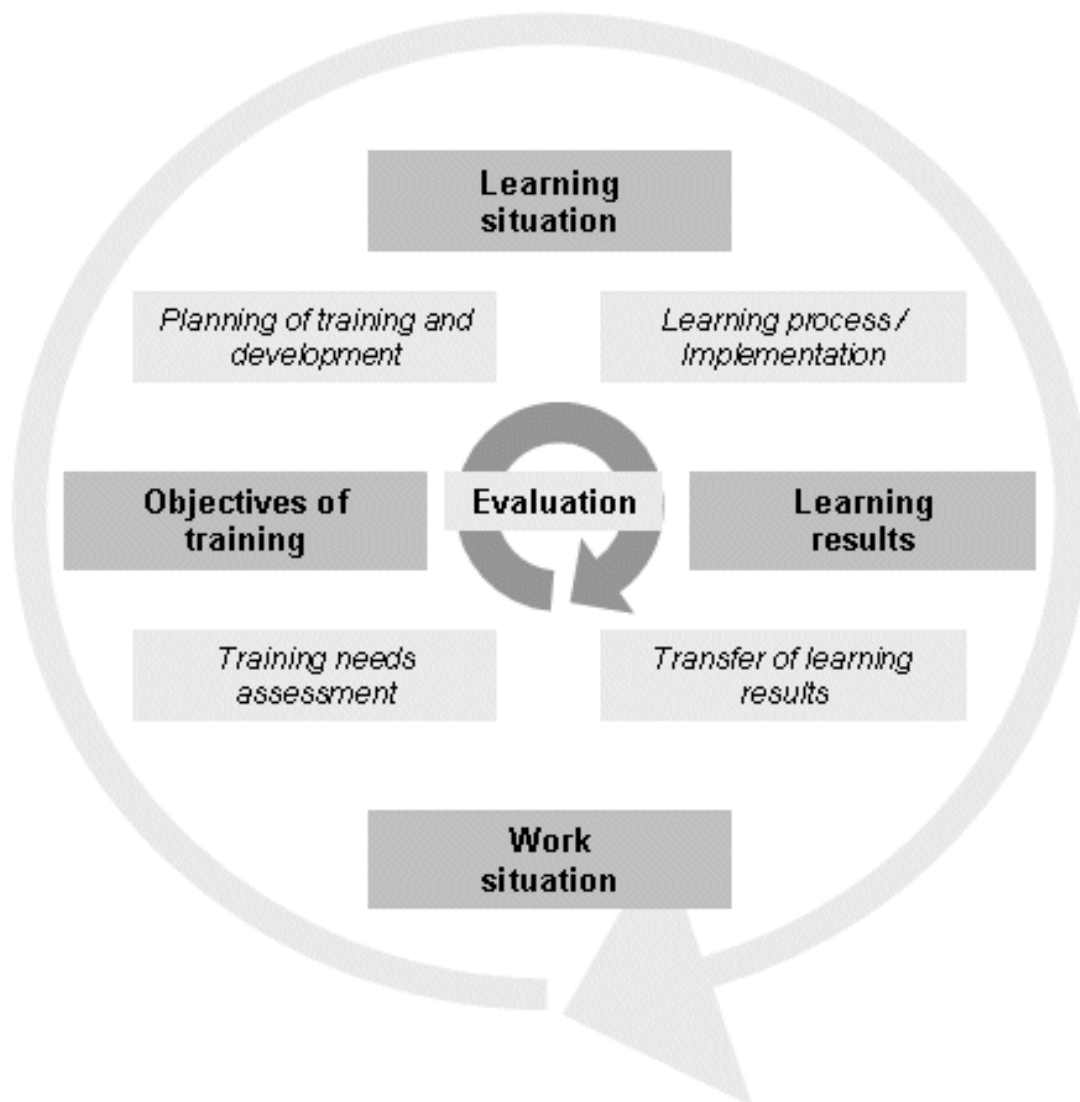 Learning
situation
Planning of training and
development
Learning process /
Implementation
Objectives of
training
Evaluation
Learning
results
Training needs
assessment
Transfer of learning
results
Work
situation